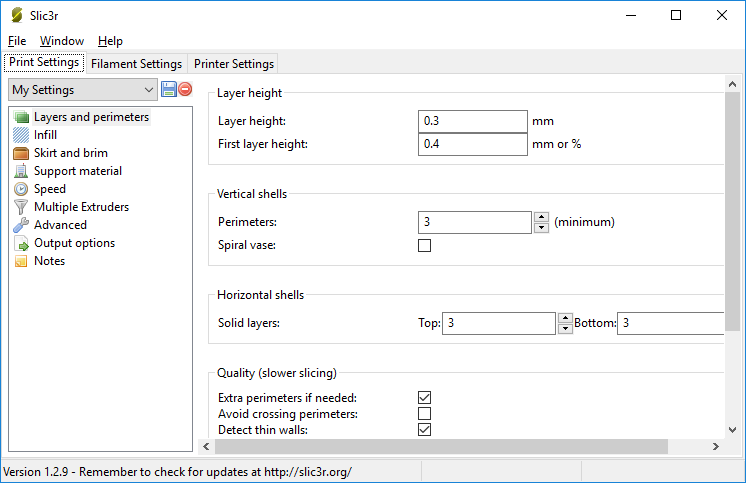 Slic3r
File Window Help
Print Settings Filament Settings Printer Settings
My Settings
Layers and perimeters
Infill
Skirt and brim
Support material
Speed
Multiple Extruders
Advanced
Output options
Notes
Layer height
Layer height: 0.3 mm
First layer height: 0.4 mm or %
Vertical shells
Perimeters: 3 (minimum)
Spiral vase:
Horizontal shells
Solid layers: Top: 3 Bottom: 3
Quality (slower slicing)
Extra perimeters if needed:
Avoid crossing perimeters:
Detect thin walls:
Version 1.2.9 - Remember to check for updates at http://slic3r.org/